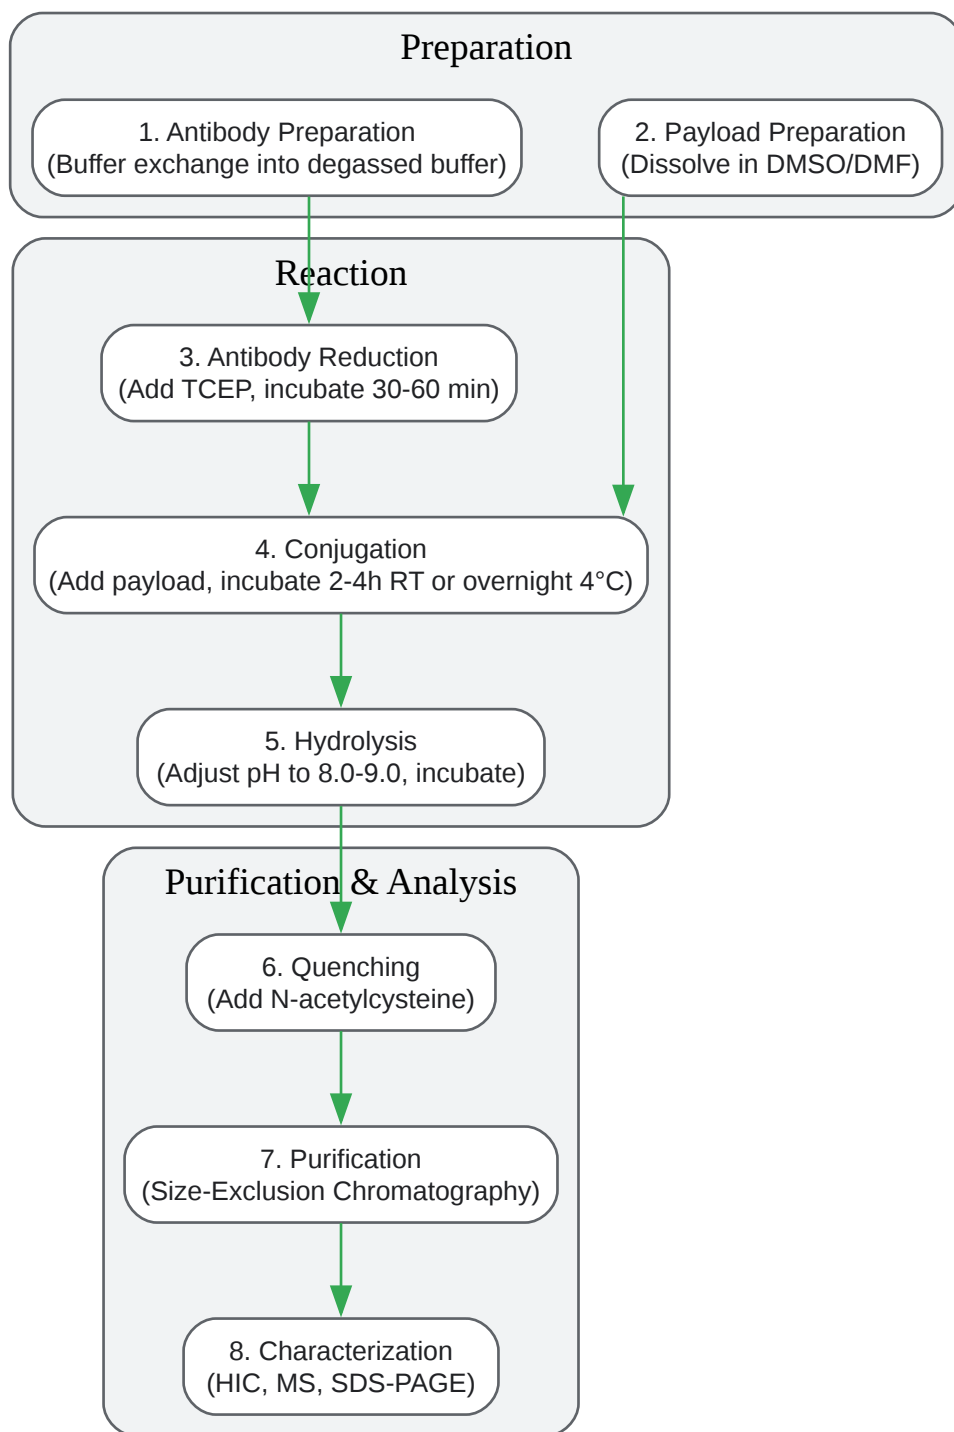 Preparation
1. Antibody Preparation
(Buffer exchange into degassed buffer)
2. Payload Preparation
(Dissolve in DMSO/DMF)
Reaction
3. Antibody Reduction
(Add TCEP, incubate 30-60 min)
4. Conjugation
(Add payload, incubate 2-4h RT or overnight 4°C)
5. Hydrolysis
(Adjust pH to 8.0-9.0, incubate)
Purification & Analysis
6. Quenching
(Add N-acetylcysteine)
7. Purification
(Size-Exclusion Chromatography)
8. Characterization
(HIC, MS, SDS-PAGE)